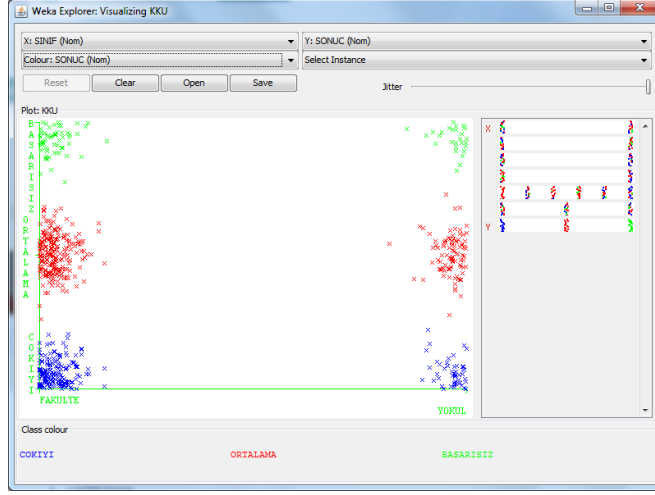 Weka Explorer: Visualizing KKU
X: SINIF (Nom)
Y: SONUC (Nom)
Colour: SONUC (Nom)
Select Instance
Reset
Clear
Open
Save
Jitter
Plot: KKU
BASARISIZ
ORTALAMA
COKIYI
FAKULTE
YOKUL
X
Y
Class colour
COKIYI
ORTALAMA
BASARISIZ